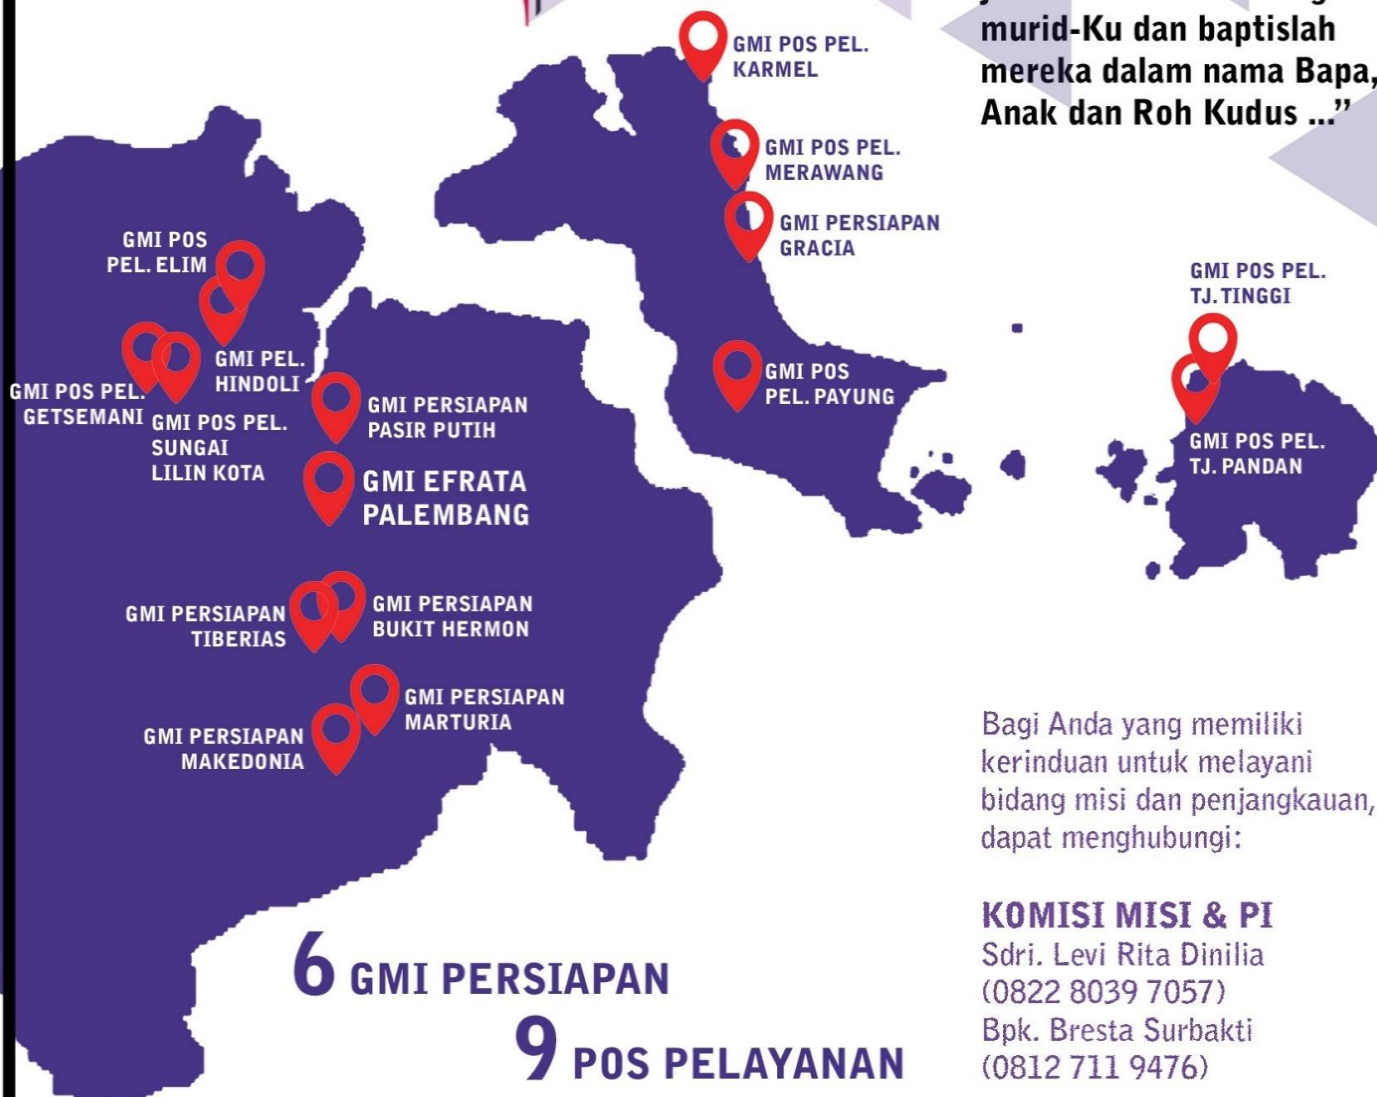 murid-Ku dan baptislah
mereka dalam nama Bapa,
Anak dan Roh Kudus ...”
GMI POS PEL.
KARMEL
GMI POS PEL.
MERAWANG
GMI PERSIAPAN
GRACIA
GMI POS
PEL. ELIM
GMI POS PEL.
TJ. TINGGI
GMI PEL.
HINDOLI
GMI POS PEL.
GETSEMANI
GMI POS PEL.
SUNGAI
LILIN KOTA
GMI PERSIAPAN
PASIR PUTIH
GMI POS
PEL. PAYUNG
GMI POS PEL.
TJ. PANDAN
GMI EFRATA
PALEMBANG
GMI PERSIAPAN
TIBERIAS
GMI PERSIAPAN
BUKIT HERMON
GMI PERSIAPAN
MARTURIA
GMI PERSIAPAN
MAKEDONIA
Bagi Anda yang memiliki
kerinduan untuk melayani
bidang misi dan penjangkauan,
dapat menghubungi:
KOMISI MISI & PI
Sdri. Levi Rita Dinilia
(0822 8039 7057)
Bpk. Bresta Surbakti
(0812 711 9476)
6 GMI PERSIAPAN
9 POS PELAYANAN